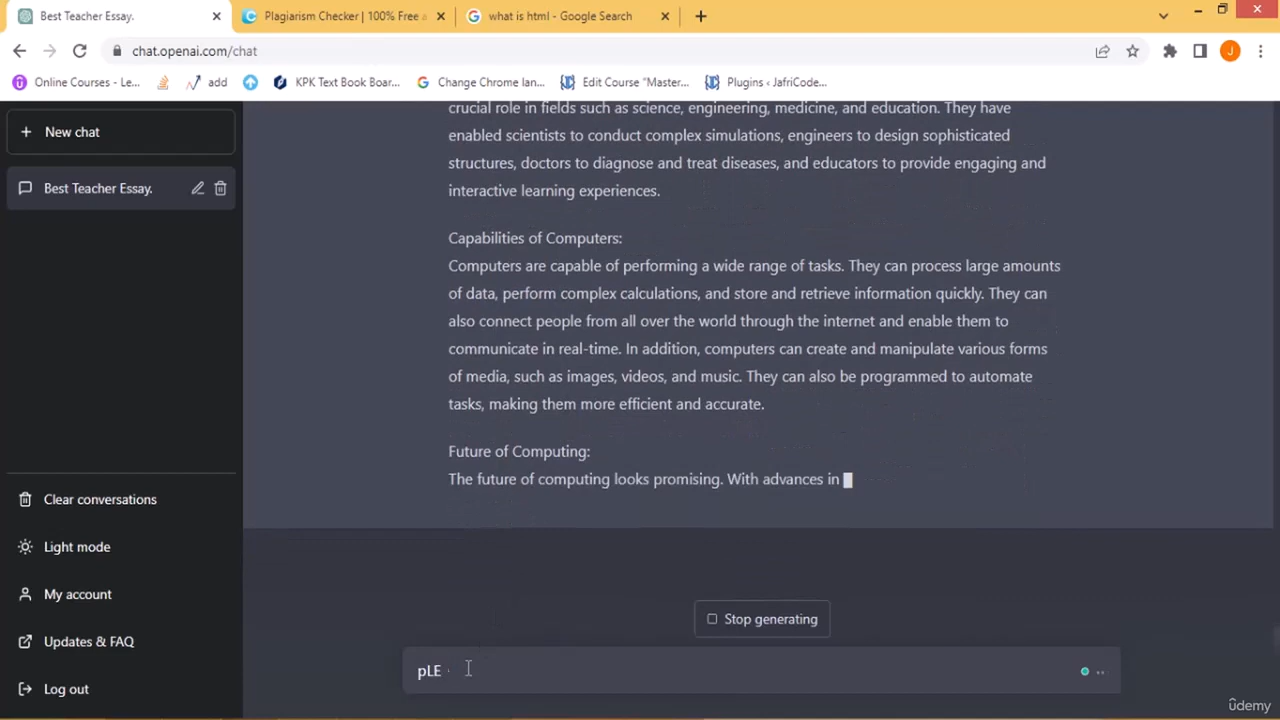 Best Teacher Essay.
Plagiarism Checker | 100% Free a
what is html - Google Search
chat.openai.com/chat
J
Online Courses - Le...
add
KPK Text Book Boar...
Change Chrome lan...
Edit Course "Master...
Plugins ‹ JafriCode...
New chat
Best Teacher Essay.
crucial role in fields such as science, engineering, medicine, and education. They have
enabled scientists to conduct complex simulations, engineers to design sophisticated
structures, doctors to diagnose and treat diseases, and educators to provide engaging and
interactive learning experiences.
Capabilities of Computers:
Computers are capable of performing a wide range of tasks. They can process large amounts
of data, perform complex calculations, and store and retrieve information quickly. They can
also connect people from all over the world through the internet and enable them to
communicate in real-time. In addition, computers can create and manipulate various forms
of media, such as images, videos, and music. They can also be programmed to automate
tasks, making them more efficient and accurate.
Future of Computing:
The future of computing looks promising. With advances in
Clear conversations
Light mode
My account
Updates & FAQ
Log out
Stop generating
pLE
udemy